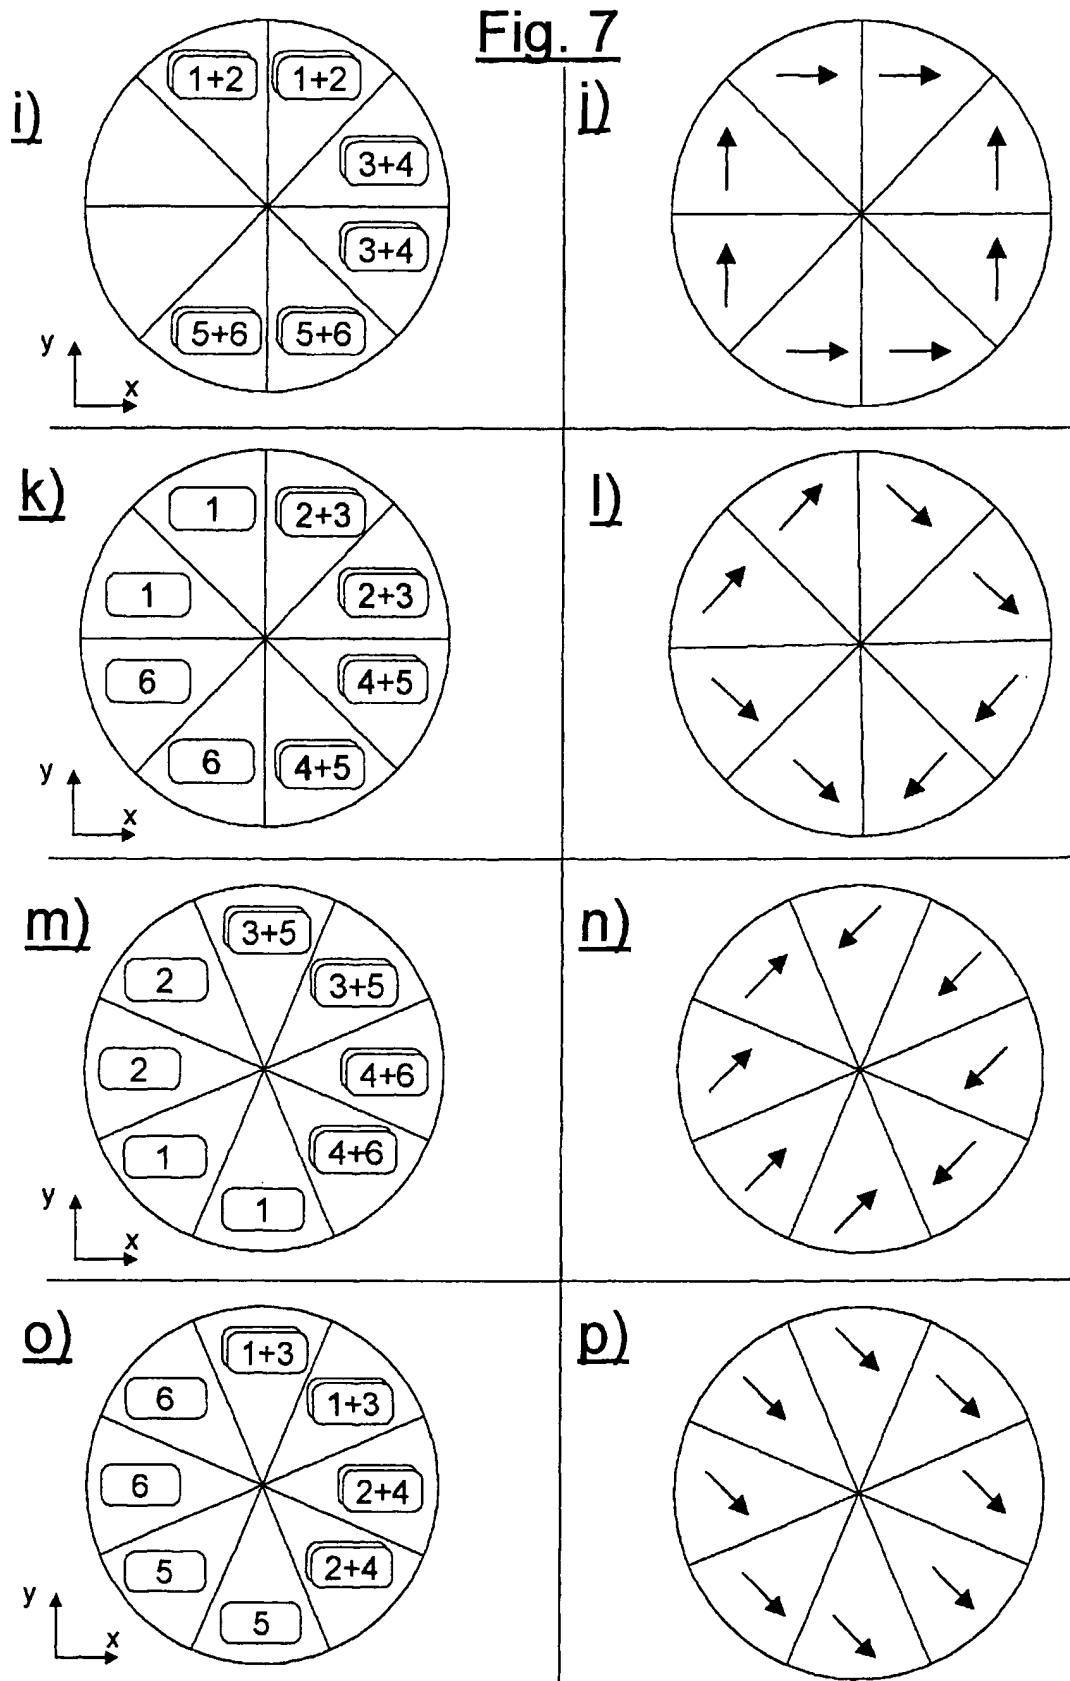 Fig. 7
i)
1+2 1+2
3+4
3+4
5+6 5+6
y
x
j)
k)
1 2+3
1 2+3
6 4+5
6 4+5
y
x
l)
m)
3+5
2 3+5
2 4+6
1 4+6
1
y
x
n)
o)
1+3
6 1+3
6 2+4
5 2+4
5
y
x
p)